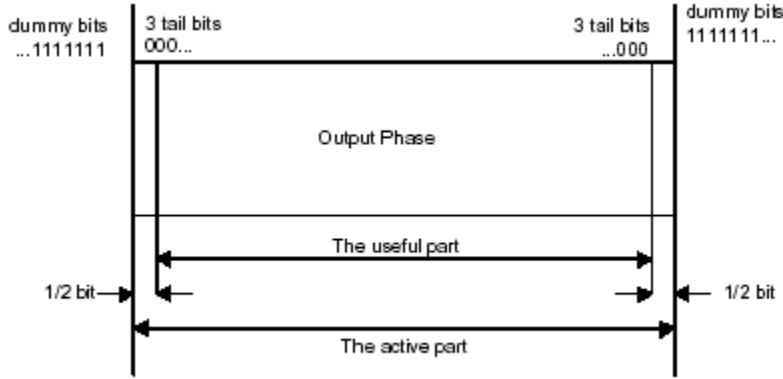 dummy bits
...1111111
3 tail bits
000...
3 tail bits
...000
dummy bits
1111111...
Output Phase
The useful part
1/2 bit
1/2 bit
The active part